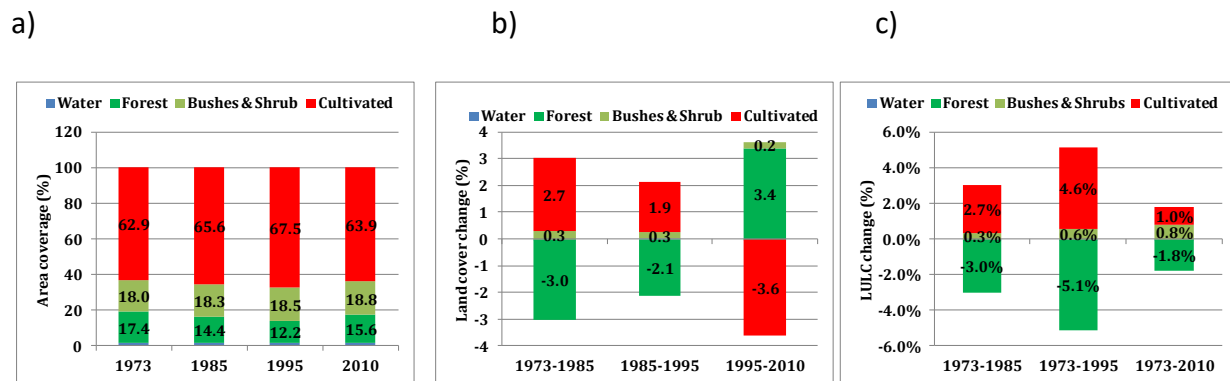 a)
b)
c)
Water Forest Bushes & Shrub Cultivated
Area coverage (%)
120
100
80
60
40
20
0
62.9 65.6 67.5 63.9
18.0 18.3 18.5 18.8
17.4 14.4 12.2 15.6
1973 1985 1995 2010
Water Forest Bushes & Shrub Cultivated
Land cover change (%)
4
3
2
1
0
-1
-2
-3
-4
2.7 1.9 0.2
0.3 0.3 3.4
-3.0 -2.1 -3.6
1973-1985 1985-1995 1995-2010
Water Forest Bushes & Shrubs Cultivated
LULC change (%)
6.0%
4.0%
2.0%
0.0%
-2.0%
-4.0%
-6.0%
2.7% 4.6% 1.0%
0.3% 0.6% 0.8%
-3.0% -5.1% -1.8%
1973-1985 1973-1995 1973-2010